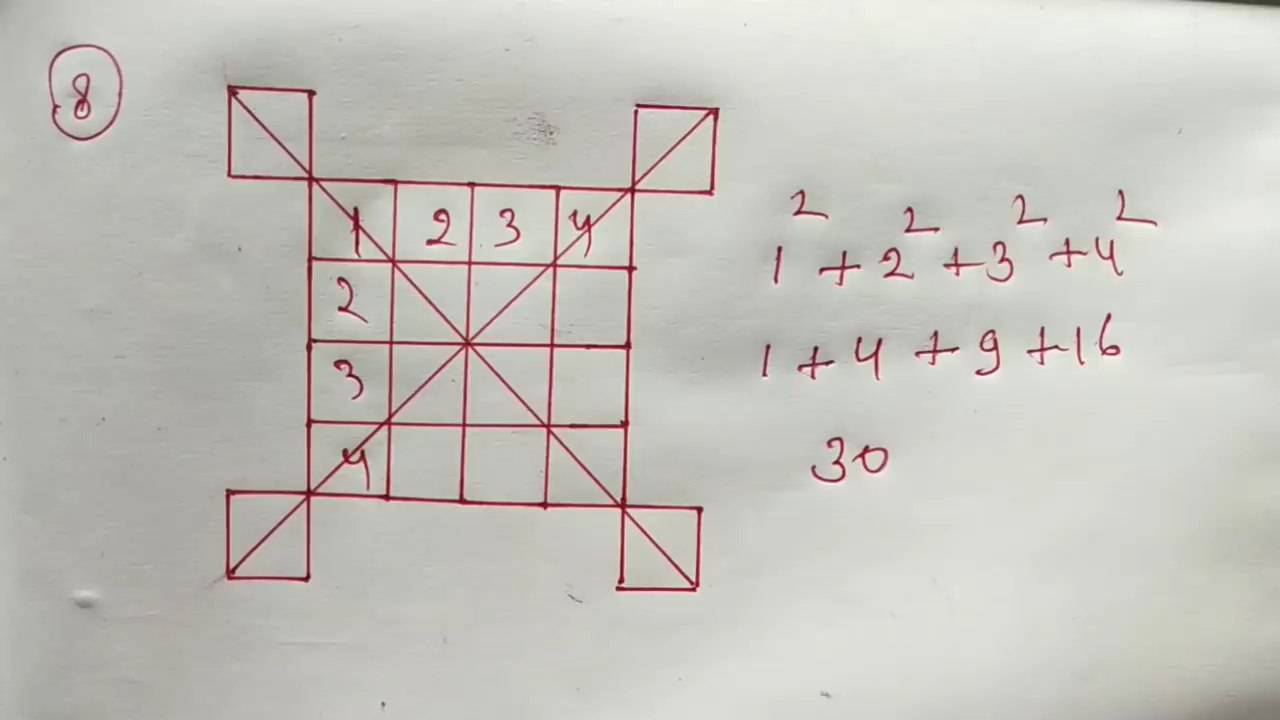 8
1 2 3 4
2
3
4
1² + 2² + 3² + 4²
1 + 4 + 9 + 16
30